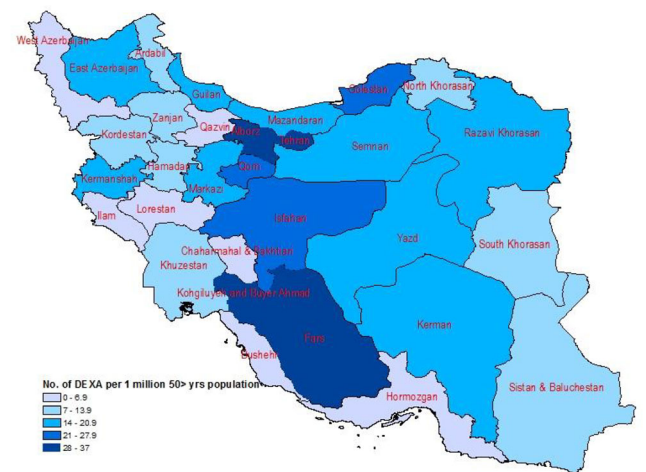 West Azerbaijan
East Azerbaijan
Ardabil
Guilan
Golestan
North Khorasan
Zanjan
Qazvin
Alborz
Tehran
Mazandaran
Razavi Khorasan
Kordestan
Semnan
Hamadan
Qom
Kermanshah
Markazi
Ilam
Lorestan
Isfahan
Yazd
South Khorasan
Chaharmahal & Bakhtiari
Khuzestan
Kohgiluyeh and Buyer Ahmad
Fars
Kerman
Bushehr
Hormozgan
Sistan & Baluchestan
No. of DEXA per 1 million 50> yrs population
0 - 6.9
7 - 13.9
14 - 20.9
21 - 27.9
28 - 37